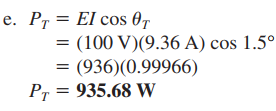 e. P_T = EI cos θ_T
= (100 V)(9.36 A) cos 1.5°
= (936)(0.99966)
P_T = 935.68 W